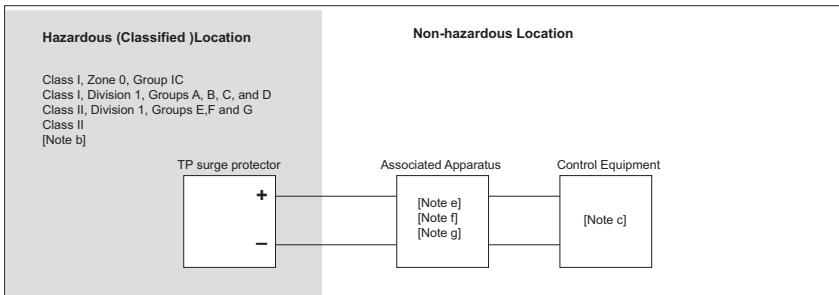 Hazardous (Classified )Location
Non-hazardous Location
Class I, Zone 0, Group IC
Class I, Division 1, Groups A, B, C, and D
Class II, Division 1, Groups E,F and G
Class II
[Note b]
TP surge protector
Associated Apparatus
Control Equipment
+
–
[Note e]
[Note f]
[Note g]
[Note c]